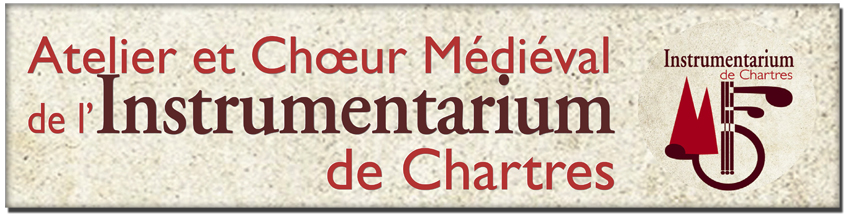 Atelier et Chœur Médiéval
de l'Instrumentarium
de Chartres
Instrumentarium
de Chartres